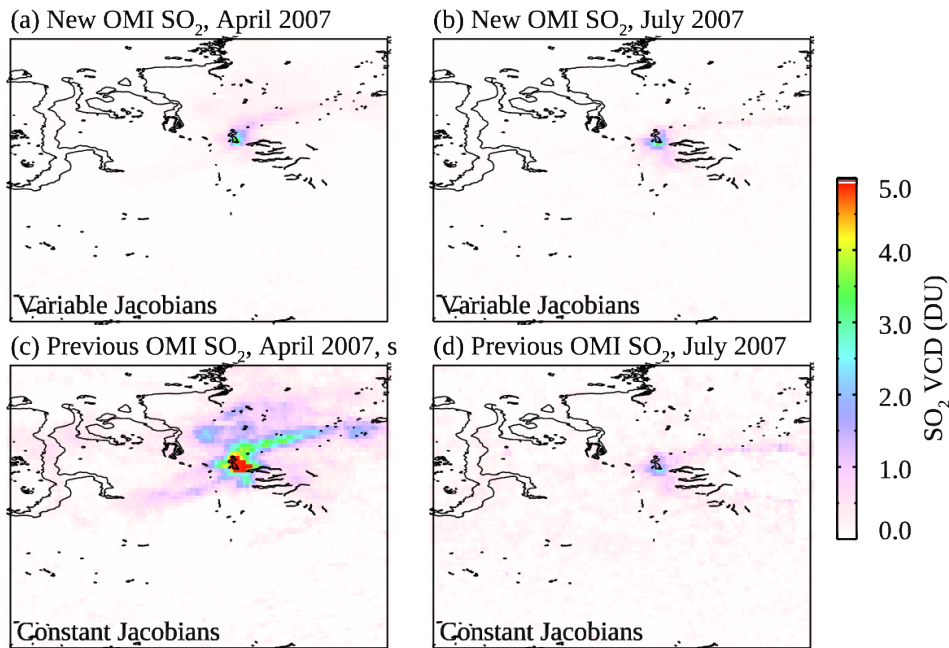 (a) New OMI SO₂, April 2007
(b) New OMI SO₂, July 2007
Variable Jacobians
Variable Jacobians
(c) Previous OMI SO₂, April 2007, s
(d) Previous OMI SO₂, July 2007
Constant Jacobians
Constant Jacobians
5.0
4.0
3.0
2.0
1.0
0.0
SO₂ VCD (DU)